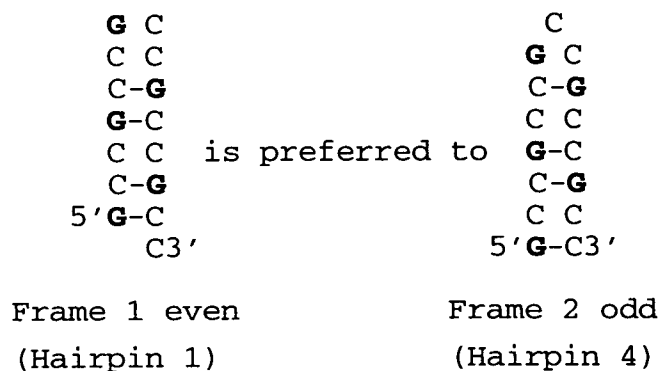 G C C
C C G C
C-G C-G
G-C C C
C C is preferred to G-C
C-G C-G
5'G-C C C
C3' 5'G-C3'
Frame 1 even Frame 2 odd
(Hairpin 1) (Hairpin 4)